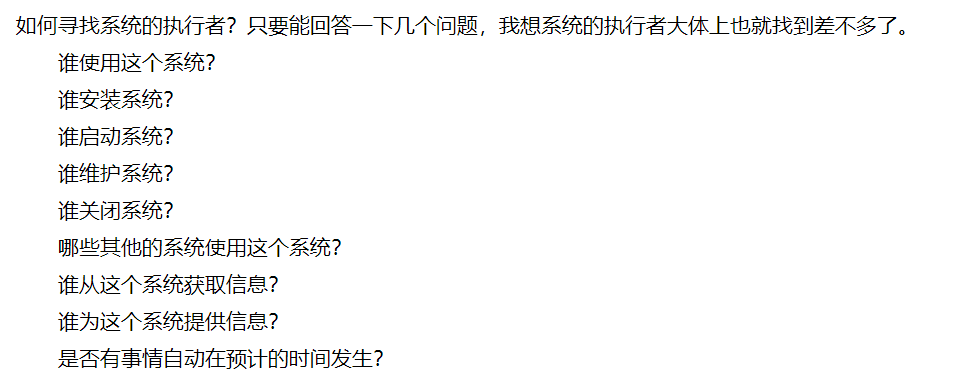 如何寻找系统的执行者？只要能回答一下几个问题，我想系统的执行者大体上也就找到差不多了。
谁使用这个系统？
谁安装系统？
谁启动系统？
谁维护系统？
谁关闭系统？
哪些其他的系统使用这个系统？
谁从这个系统获取信息？
谁为这个系统提供信息？
是否有事情自动在预计的时间发生？